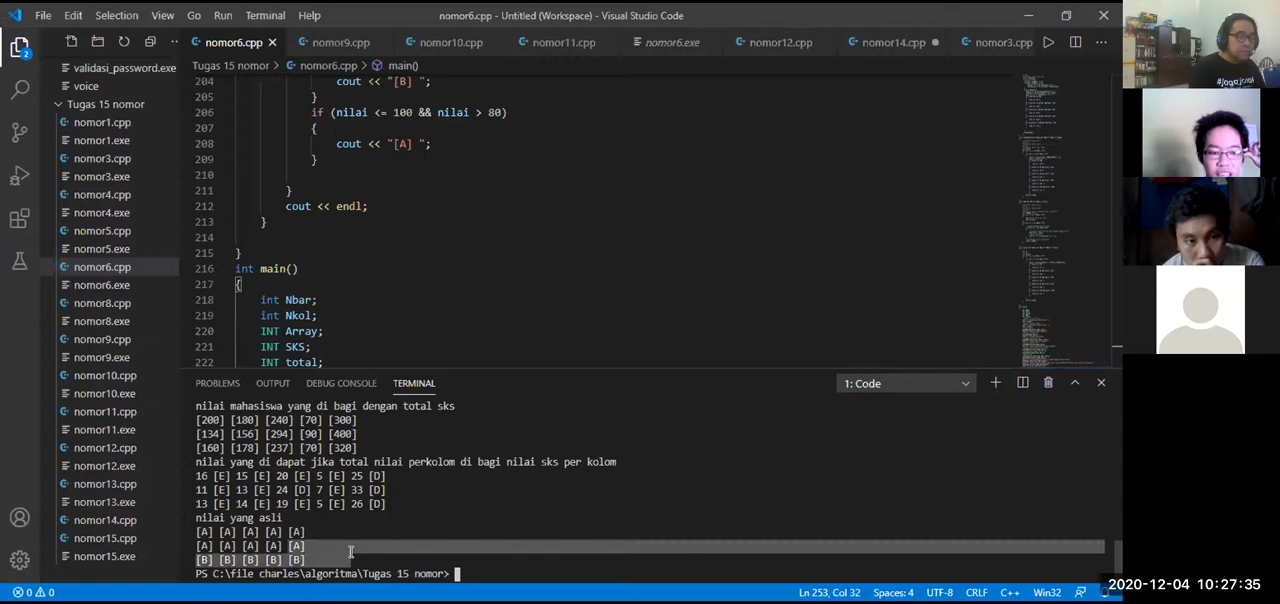 File Edit Selection View Go Run Terminal Help
nomor6.cpp - Untitled (Workspace) - Visual Studio Code
nomor6.cpp nomor9.cpp nomor10.cpp nomor11.cpp nomor6.exe nomor12.cpp nomor14.cpp nomor3.cpp
2
validasi_password.exe
voice
Tugas 15 nomor
nomor1.cpp
nomor1.exe
nomor3.cpp
nomor3.exe
nomor4.cpp
nomor4.exe
nomor5.cpp
nomor5.exe
nomor6.cpp
nomor6.exe
nomor8.cpp
nomor8.exe
nomor9.cpp
nomor9.exe
nomor10.cpp
nomor10.exe
nomor11.cpp
nomor11.exe
nomor12.cpp
nomor12.exe
nomor13.cpp
nomor13.exe
nomor14.cpp
nomor15.cpp
nomor15.exe
Tugas 15 nomor > nomor6.cpp > main()
204 cout << "[B] ";
205 }
206 if (nilai <= 100 && nilai > 80)
207 {
208 cout << "[A] ";
209 }
210
211 }
212 cout << endl;
213 }
214
215 }
216 int main()
217 {
218 int Nbar;
219 int Nkol;
220 INT Array;
221 INT SKS;
222 INT total;
PROBLEMS OUTPUT DEBUG CONSOLE TERMINAL
1: Code
nilai mahasiswa yang di bagi dengan total sks
[200] [180] [240] [70] [300]
[134] [156] [294] [90] [400]
[160] [178] [237] [70] [320]
nilai yang di dapat jika total nilai perkolom di bagi nilai sks per kolom
16 [E] 15 [E] 20 [E] 5 [E] 25 [D]
11 [E] 13 [E] 24 [D] 7 [E] 33 [D]
13 [E] 14 [E] 19 [E] 5 [E] 26 [D]
nilai yang asli
[A] [A] [A] [A] [A]
[A] [A] [A] [A] [A]
[B] [B] [B] [B] [B]
PS C:\file charles\algoritma\Tugas 15 nomor>
0 0
Ln 253, Col 32 Spaces: 4 UTF-8 CRLF C++ Win32
2020-12-04 10:27:35